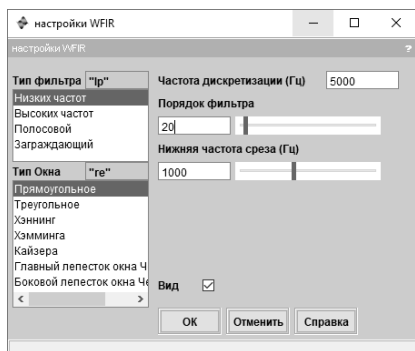 настройки WFIR
настройки WFIR ?
Тип фильтра "lp"
Низких частот
Высоких частот
Полосовой
Заграждающий
Тип Окна "re"
Прямоугольное
Треугольное
Хэннинг
Хэмминга
Кайзера
Главный лепесток окна Ч
Боковой лепесток окна Че
Частота дискретизации (Гц) 5000
Порядок фильтра
20
Нижняя частота среза (Гц)
1000
Вид
ОК Отменить Справка